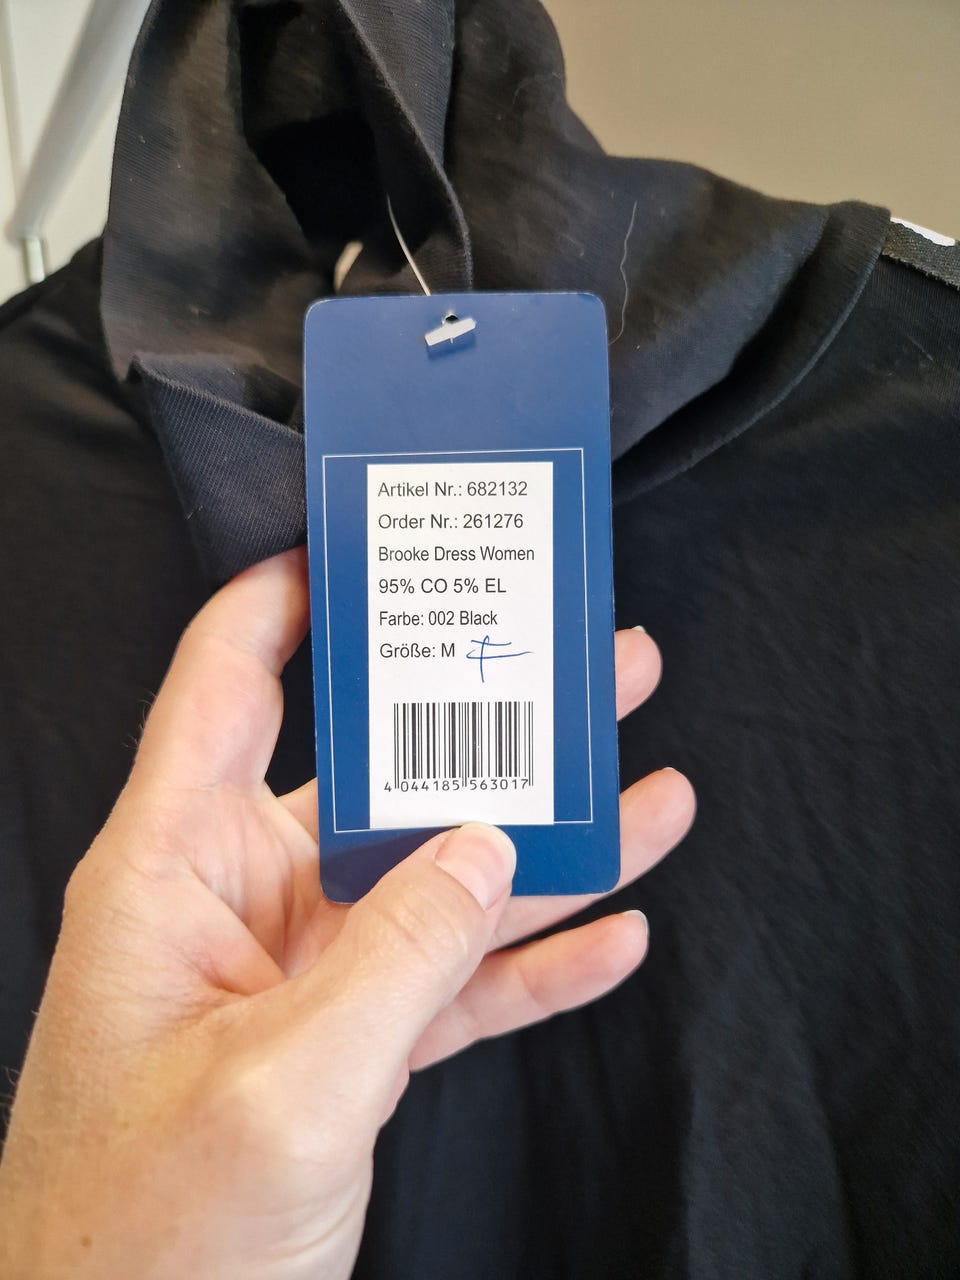 Artikel Nr.: 682132
Order Nr.: 261276
Brooke Dress Women
95% CO 5% EL
Farbe: 002 Black
Größe: M
4 044185 563017